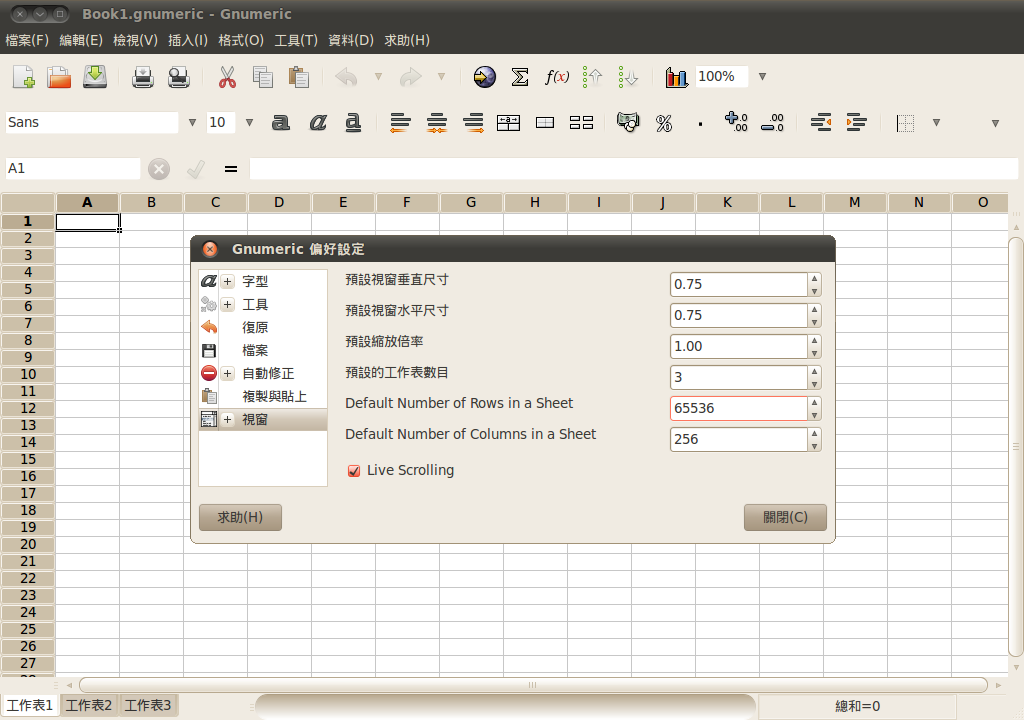 Book1.gnumeric - Gnumeric
檔案(F) 編輯(E) 檢視(V) 插入(I) 格式(O) 工具(T) 資料(D) 求助(H)
f(x) 100%
Sans 10 a a a
A1 =
A B C D E F G H I J K L M N O
1
2
3
4
5
6
7
8
9
10
11
12
13
14
15
16
17
18
19
20
21
22
23
24
25
26
27
28
Gnumeric 偏好設定
字型
工具
復原
檔案
自動修正
複製與貼上
視窗
預設視窗垂直尺寸 0.75
預設視窗水平尺寸 0.75
預設縮放倍率 1.00
預設的工作表數目 3
Default Number of Rows in a Sheet 65536
Default Number of Columns in a Sheet 256
Live Scrolling
求助(H) 關閉(C)
工作表1 工作表2 工作表3 總和=0